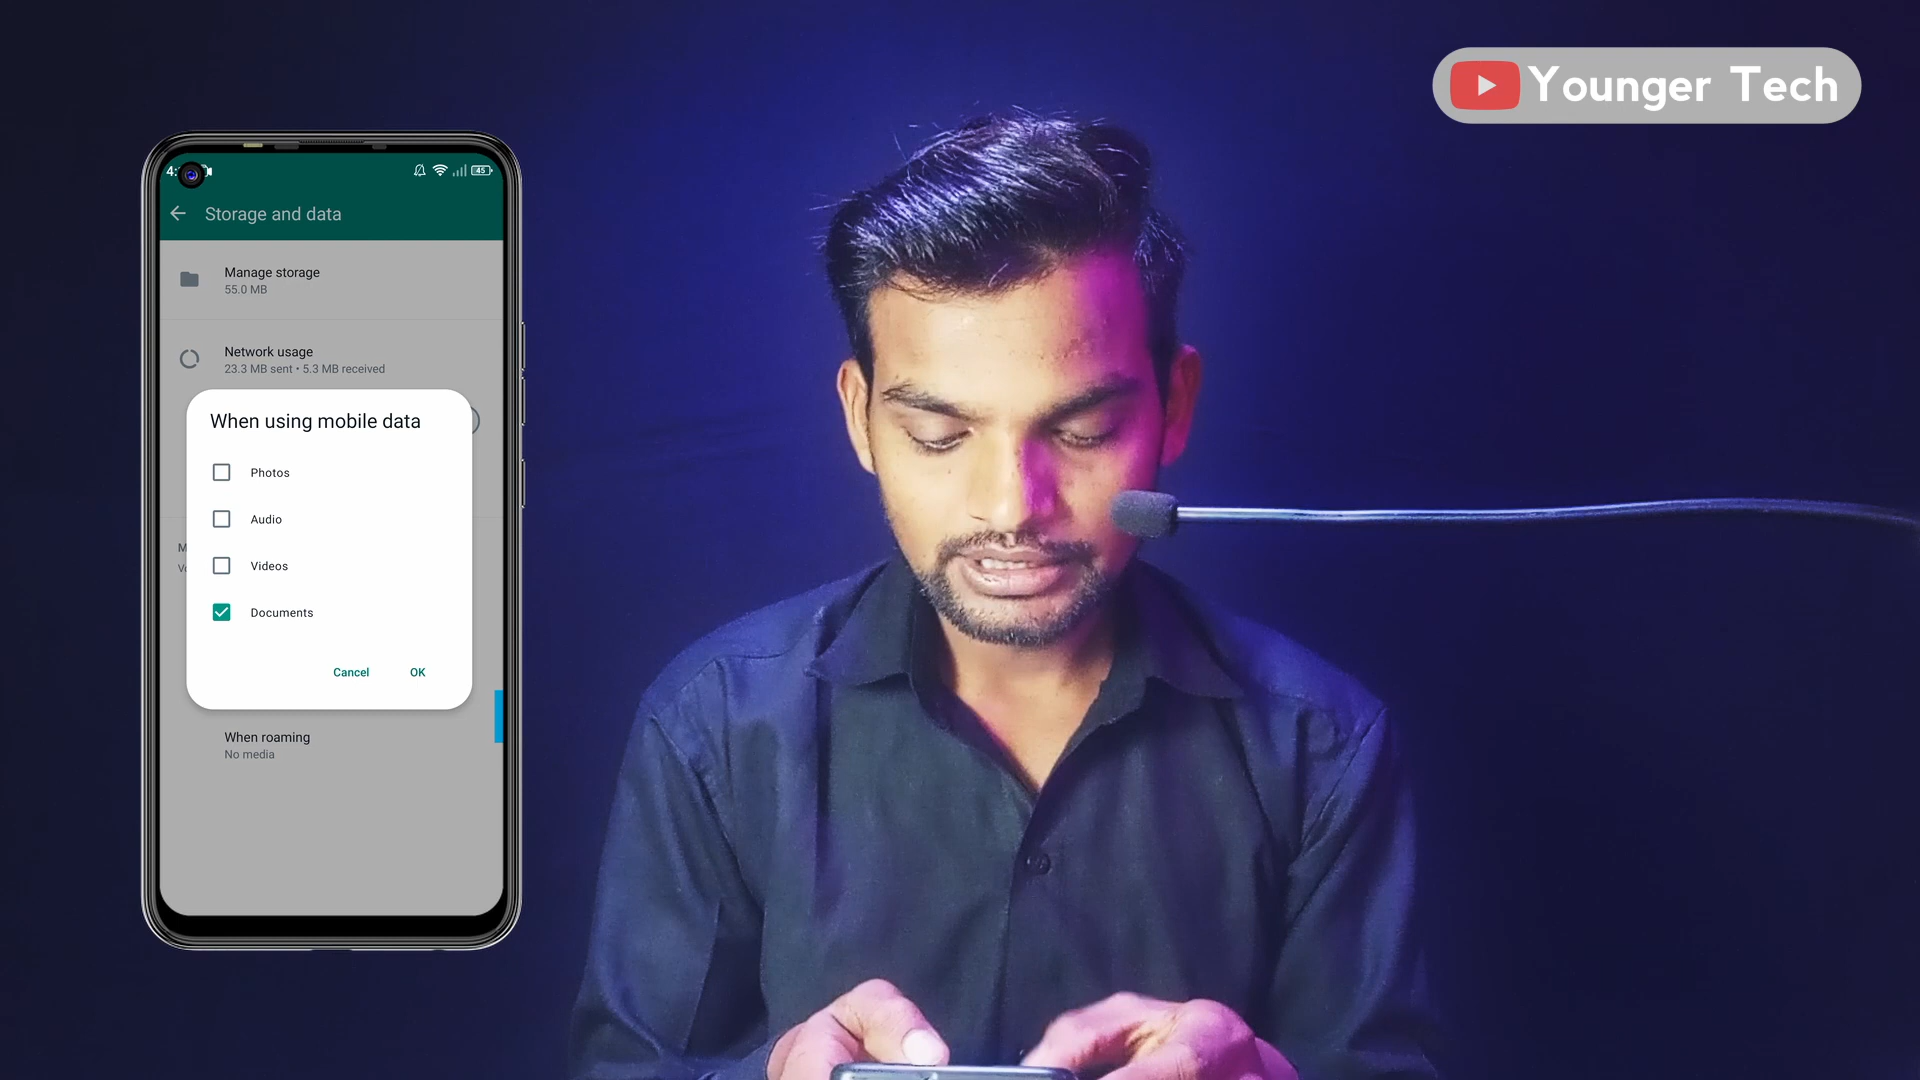 Younger Tech
45
Storage and data
Manage storage
55.0 MB
Network usage
23.3 MB sent • 5.3 MB received
When using mobile data
Photos
Audio
Videos
Documents
Cancel OK
When roaming
No media